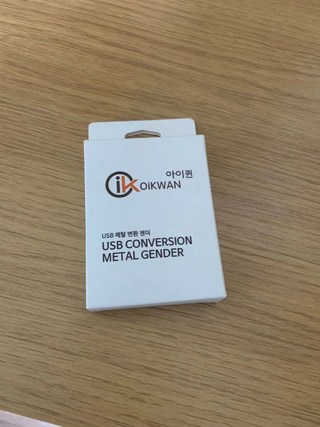 아이퀀
iKOiKWAN
USB 메탈 변환 젠더
USB CONVERSION
METAL GENDER